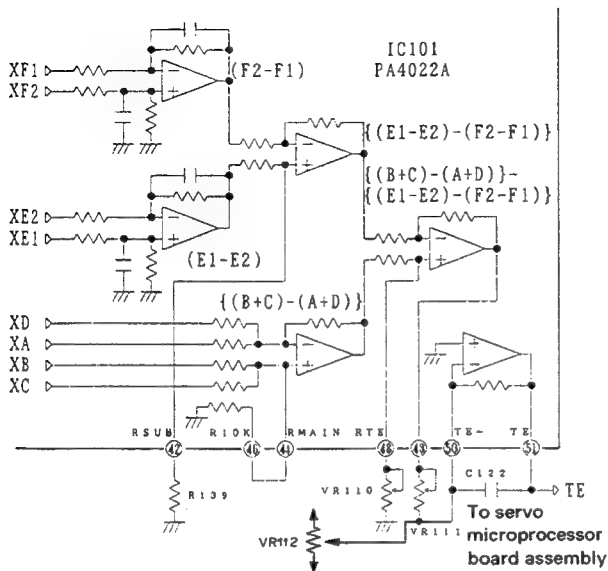 IC101
PA4022A
XF1
XF2
(F2-F1)
{(E1-E2)-(F2-F1)}
{(B+C)-(A+D)}-
{(E1-E2)-(F2-F1)}
XE2
XE1
(E1-E2)
{(B+C)-(A+D)}
XD
XA
XB
XC
RSUB R10K RMAIN RTE TE- TE
42 46 41 48 49 50 51
R139
VR110
VR111
C122
TE
VR112
To servo
microprocessor
board assembly